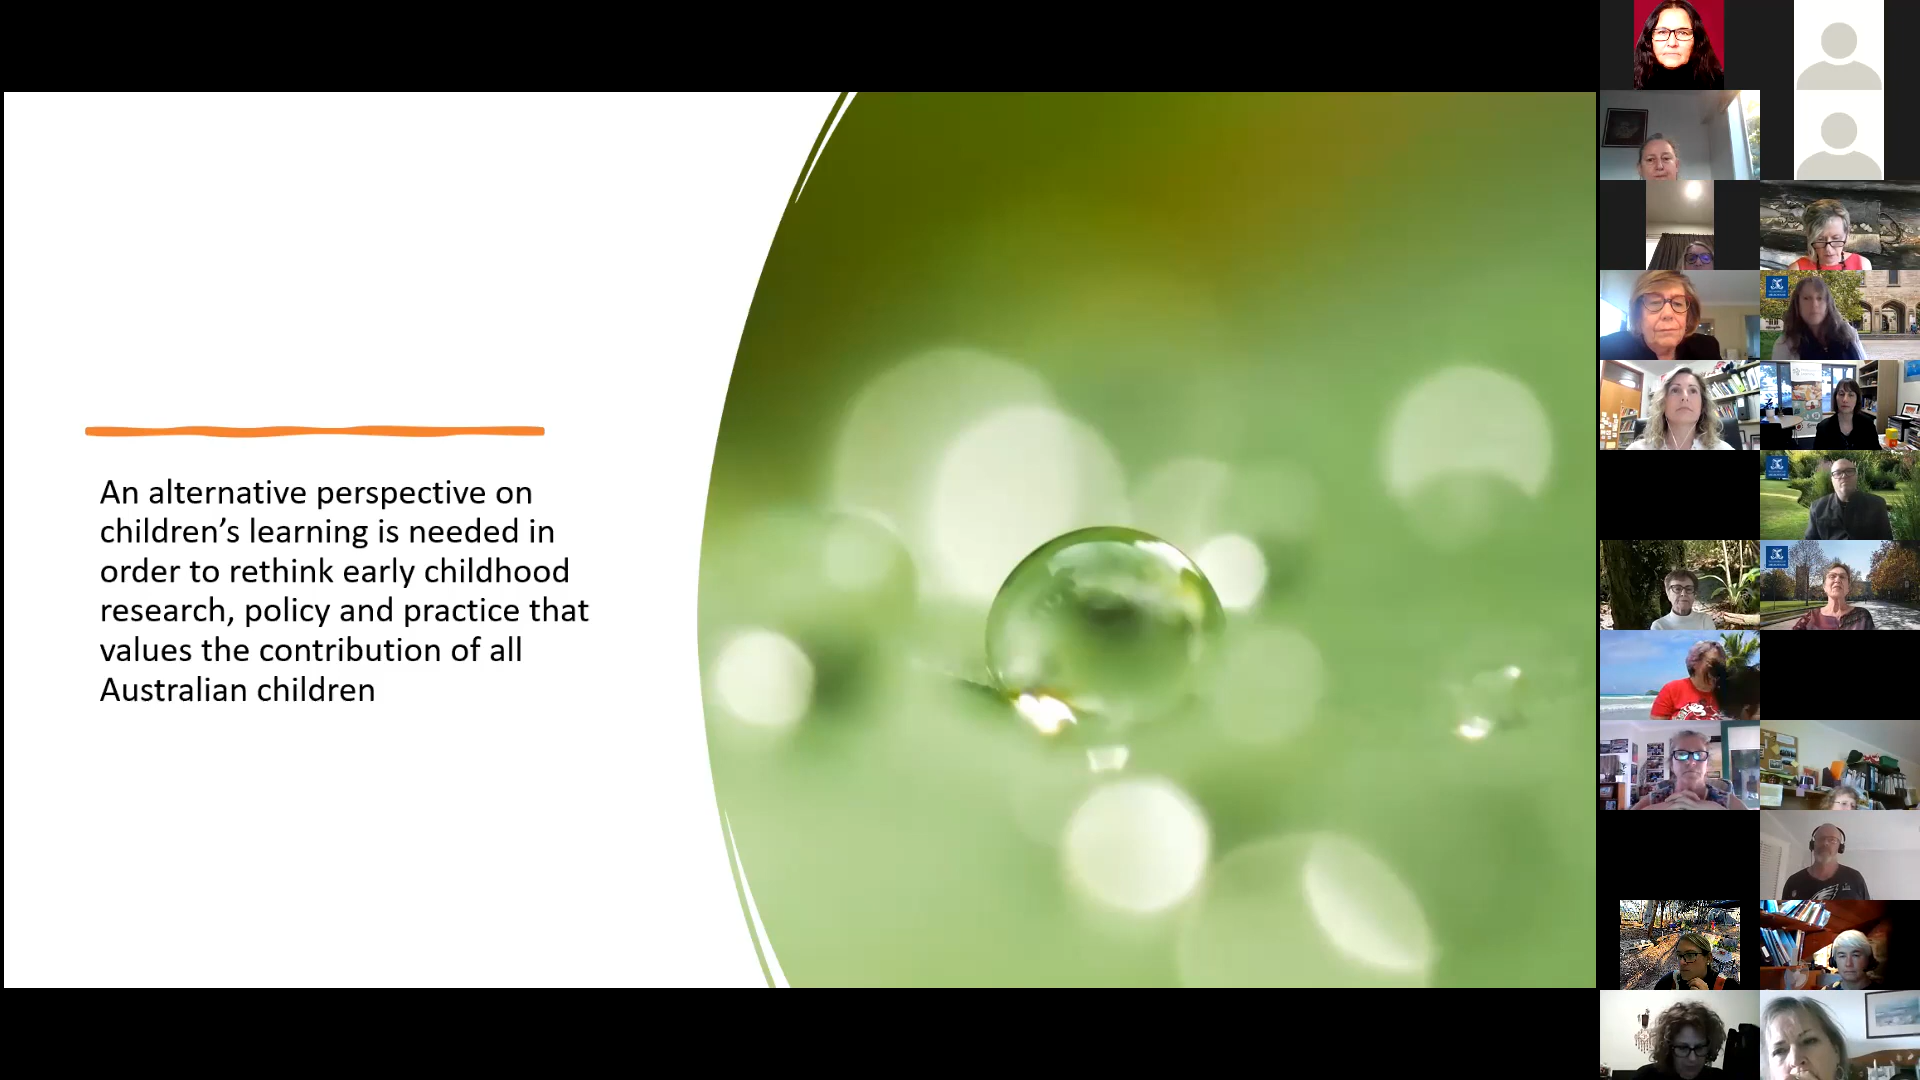 An alternative perspective on
children’s learning is needed in
order to rethink early childhood
research, policy and practice that
values the contribution of all
Australian children